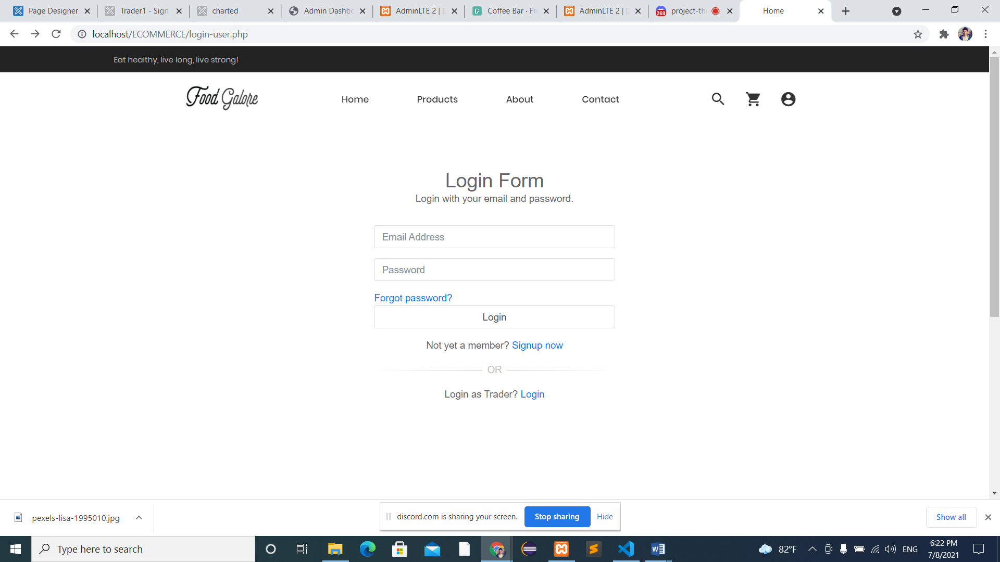 Page Designer
Trader1 - Sign
charted
Admin Dashbo
AdminLTE 2 | D
Coffee Bar · Fre
AdminLTE 2 | D
269
project-thi
Home
localhost/ECOMMERCE/login-user.php
Eat healthy, live long, live strong!
Food Galore
Home
Products
About
Contact
Login Form
Login with your email and password.
Email Address
Password
Forgot password?
Login
Not yet a member? Signup now
OR
Login as Trader? Login
pexels-lisa-1995010.jpg
discord.com is sharing your screen.
Stop sharing
Hide
Show all
Type here to search
82°F
ENG
6:22 PM
7/8/2021